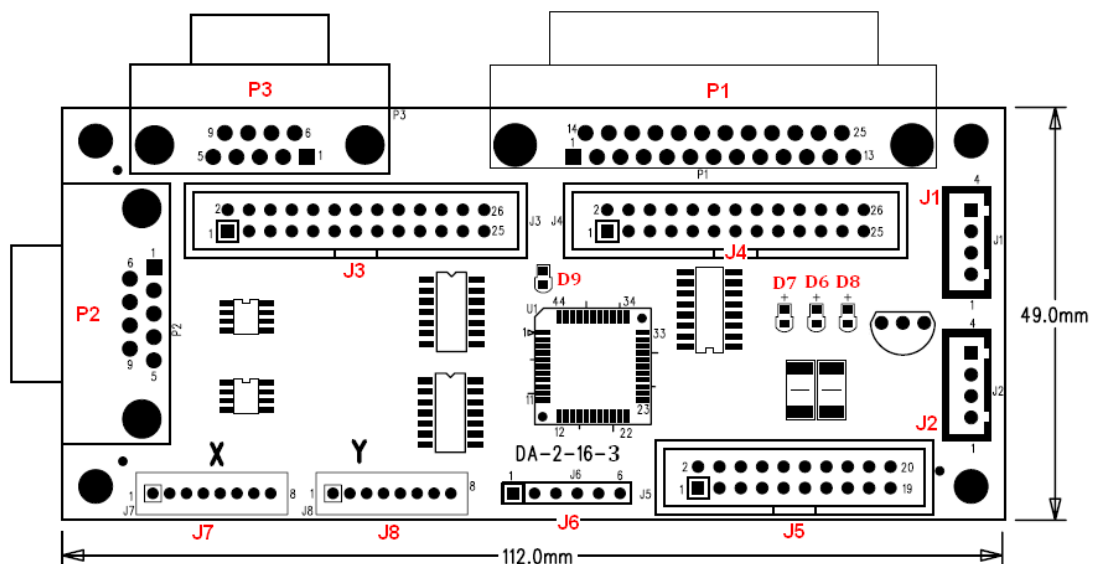 P3
P1
9 6 P3
14 25
5 1
1 13
P1
4
J1
2 26 J3 J4 2 26
1 25 1 25
J1
J3 J4
1
6 1
D9 D7 D6 D8
+ + +
P2
U1 44 34
P2
1 33
49.0mm
4
9 5
11 23
J2
12 22
J2
1
X Y DA-2-16-3
2 20
1 8 1 8 1 J6 6 J5 1 19
J7 J8
J7 J8 J6 J5
112.0mm